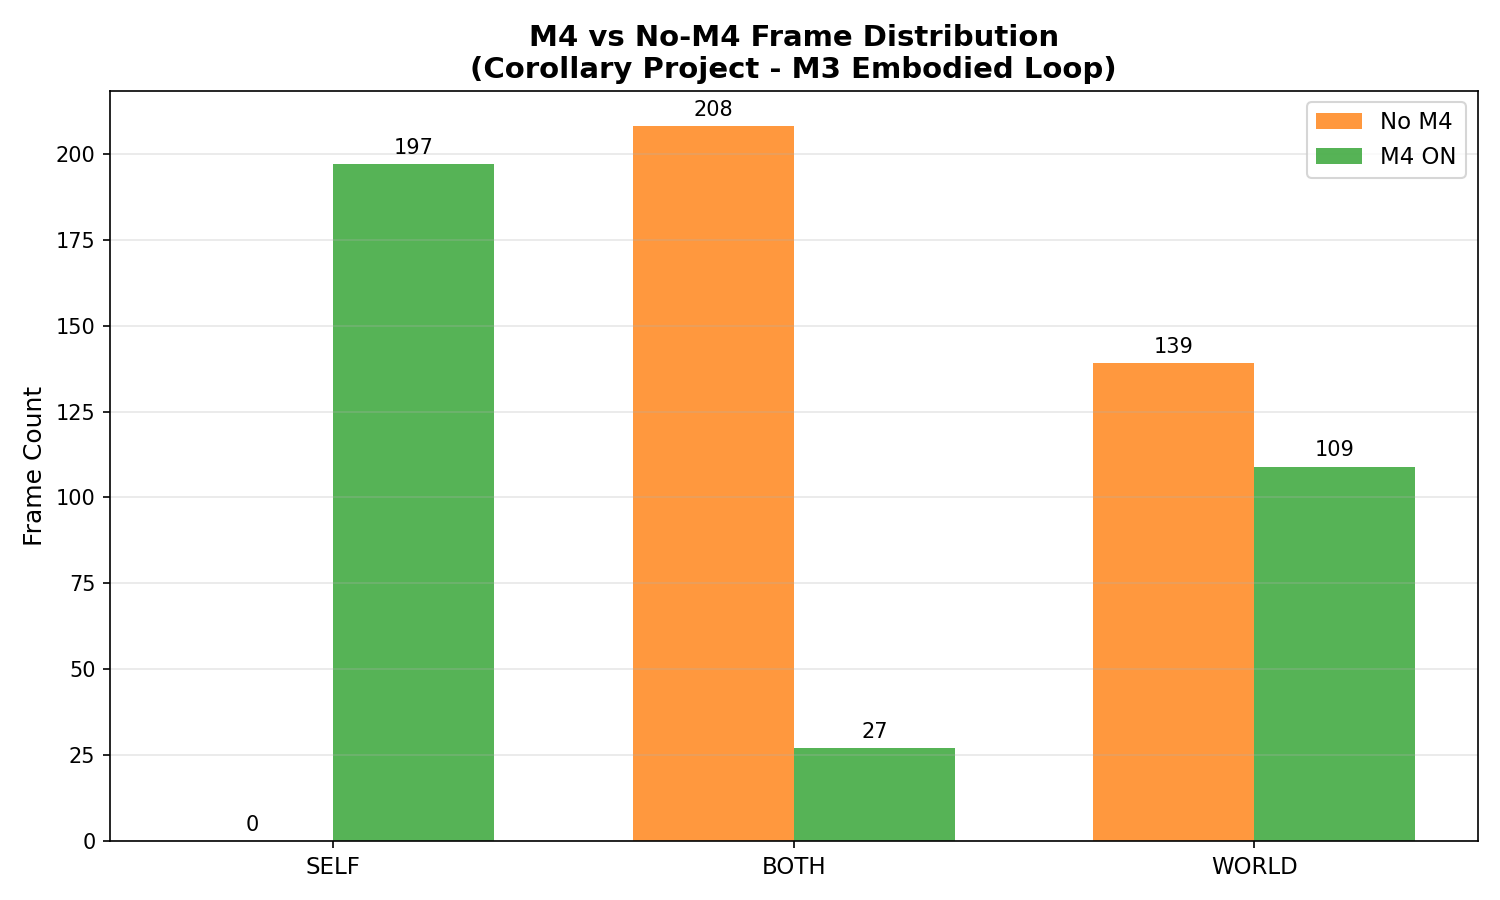 M4 vs No-M4 Frame Distribution
(Corollary Project - M3 Embodied Loop)
No M4
M4 ON
Frame Count
200
175
150
125
100
75
50
25
0
0
197
208
27
139
109
SELF
BOTH
WORLD